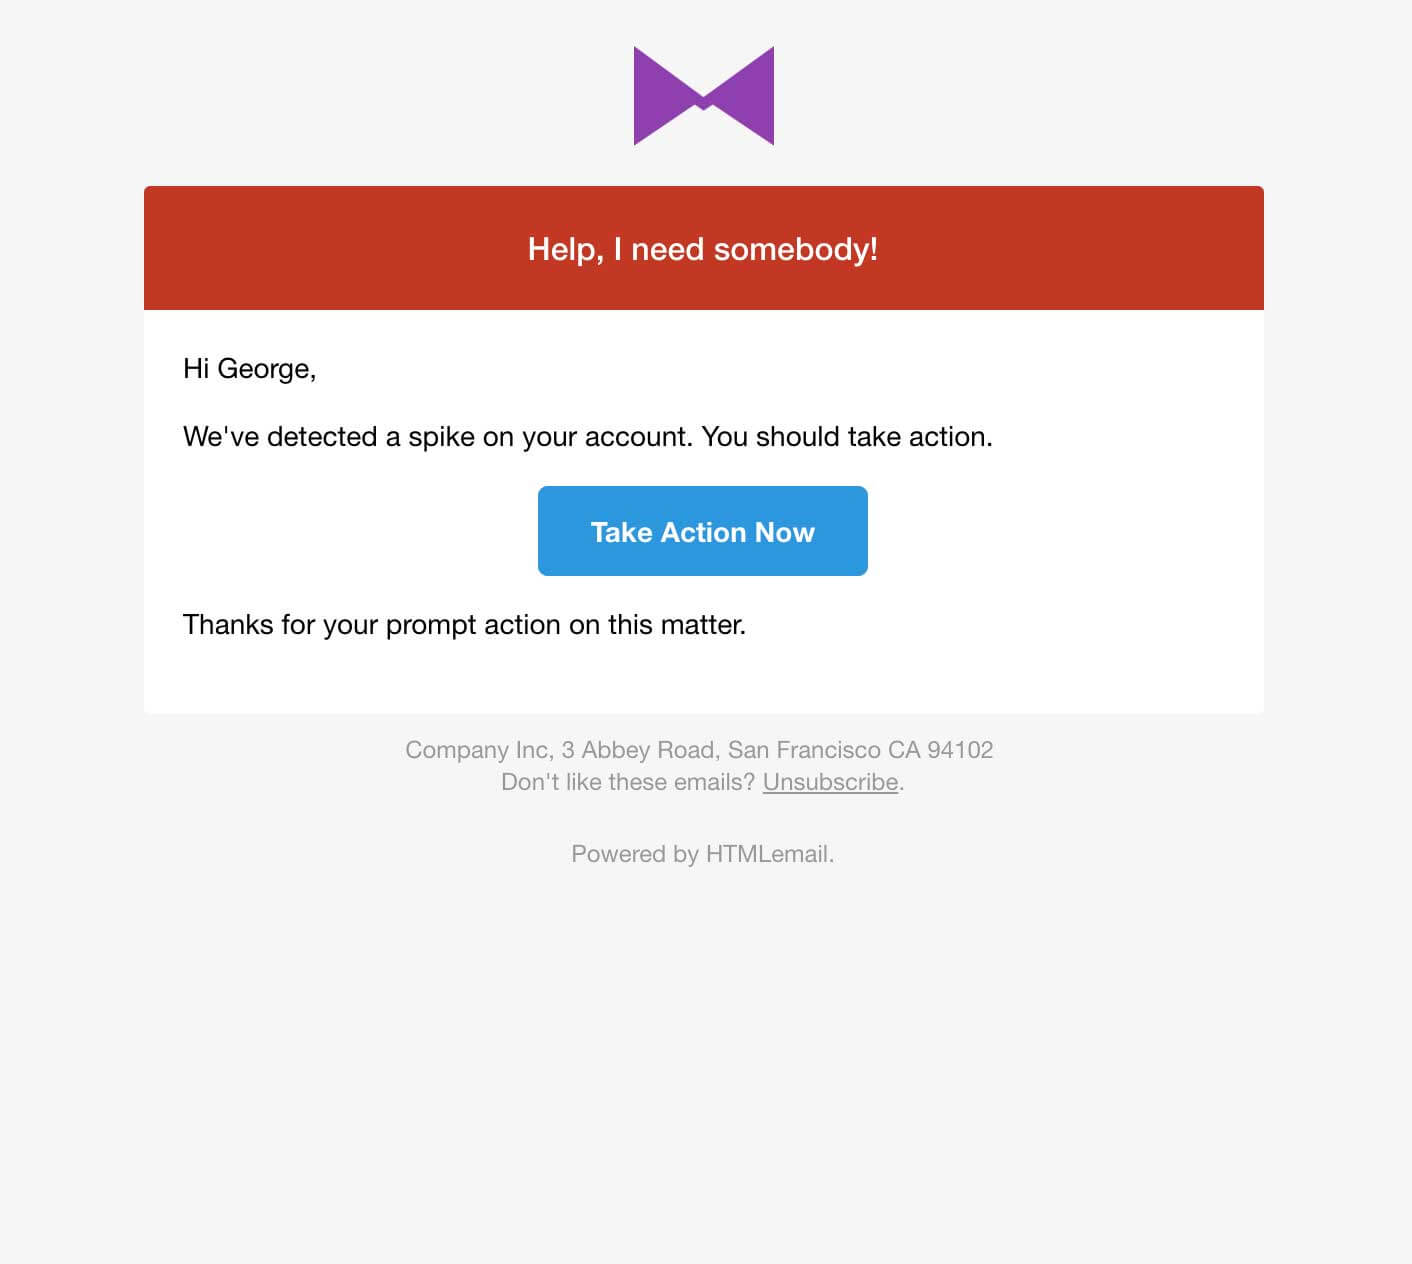 Help, I need somebody!
Hi George,
We've detected a spike on your account. You should take action.
Take Action Now
Thanks for your prompt action on this matter.
Company Inc, 3 Abbey Road, San Francisco CA 94102
Don't like these emails? Unsubscribe.
Powered by HTMLemail.